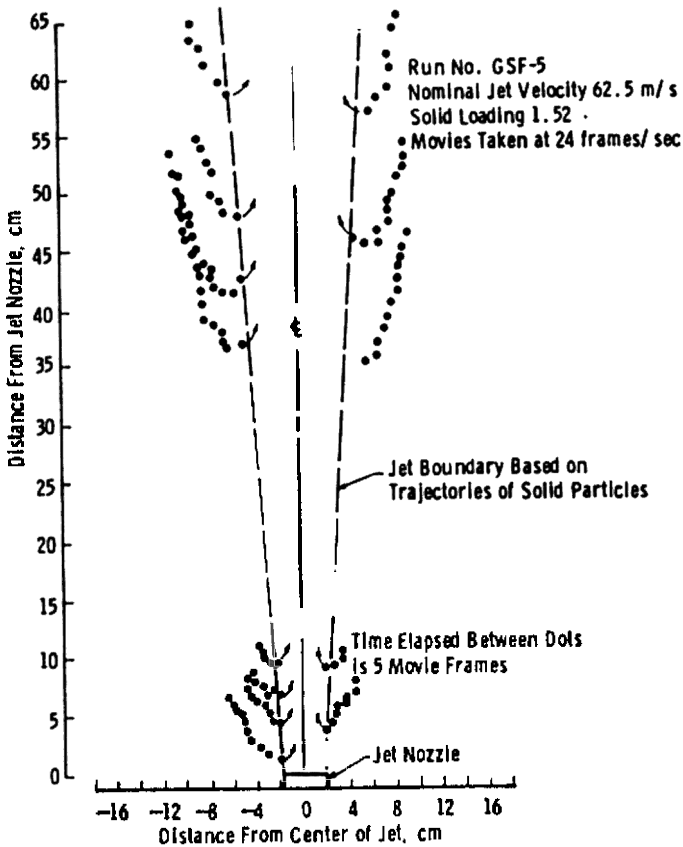 65
60
55
50
45
40
35
30
25
20
15
10
5
0
Distance From Jet Nozzle, cm
Run No. GSF-5
Nominal Jet Velocity 62.5 m/s
Solid Loading 1.52
Movies Taken at 24 frames/sec
℄
Jet Boundary Based on
Trajectories of Solid Particles
Time Elapsed Between Dots
is 5 Movie Frames
Jet Nozzle
-16 -12 -8 -4 0 4 8 12 16
Distance From Center of Jet, cm